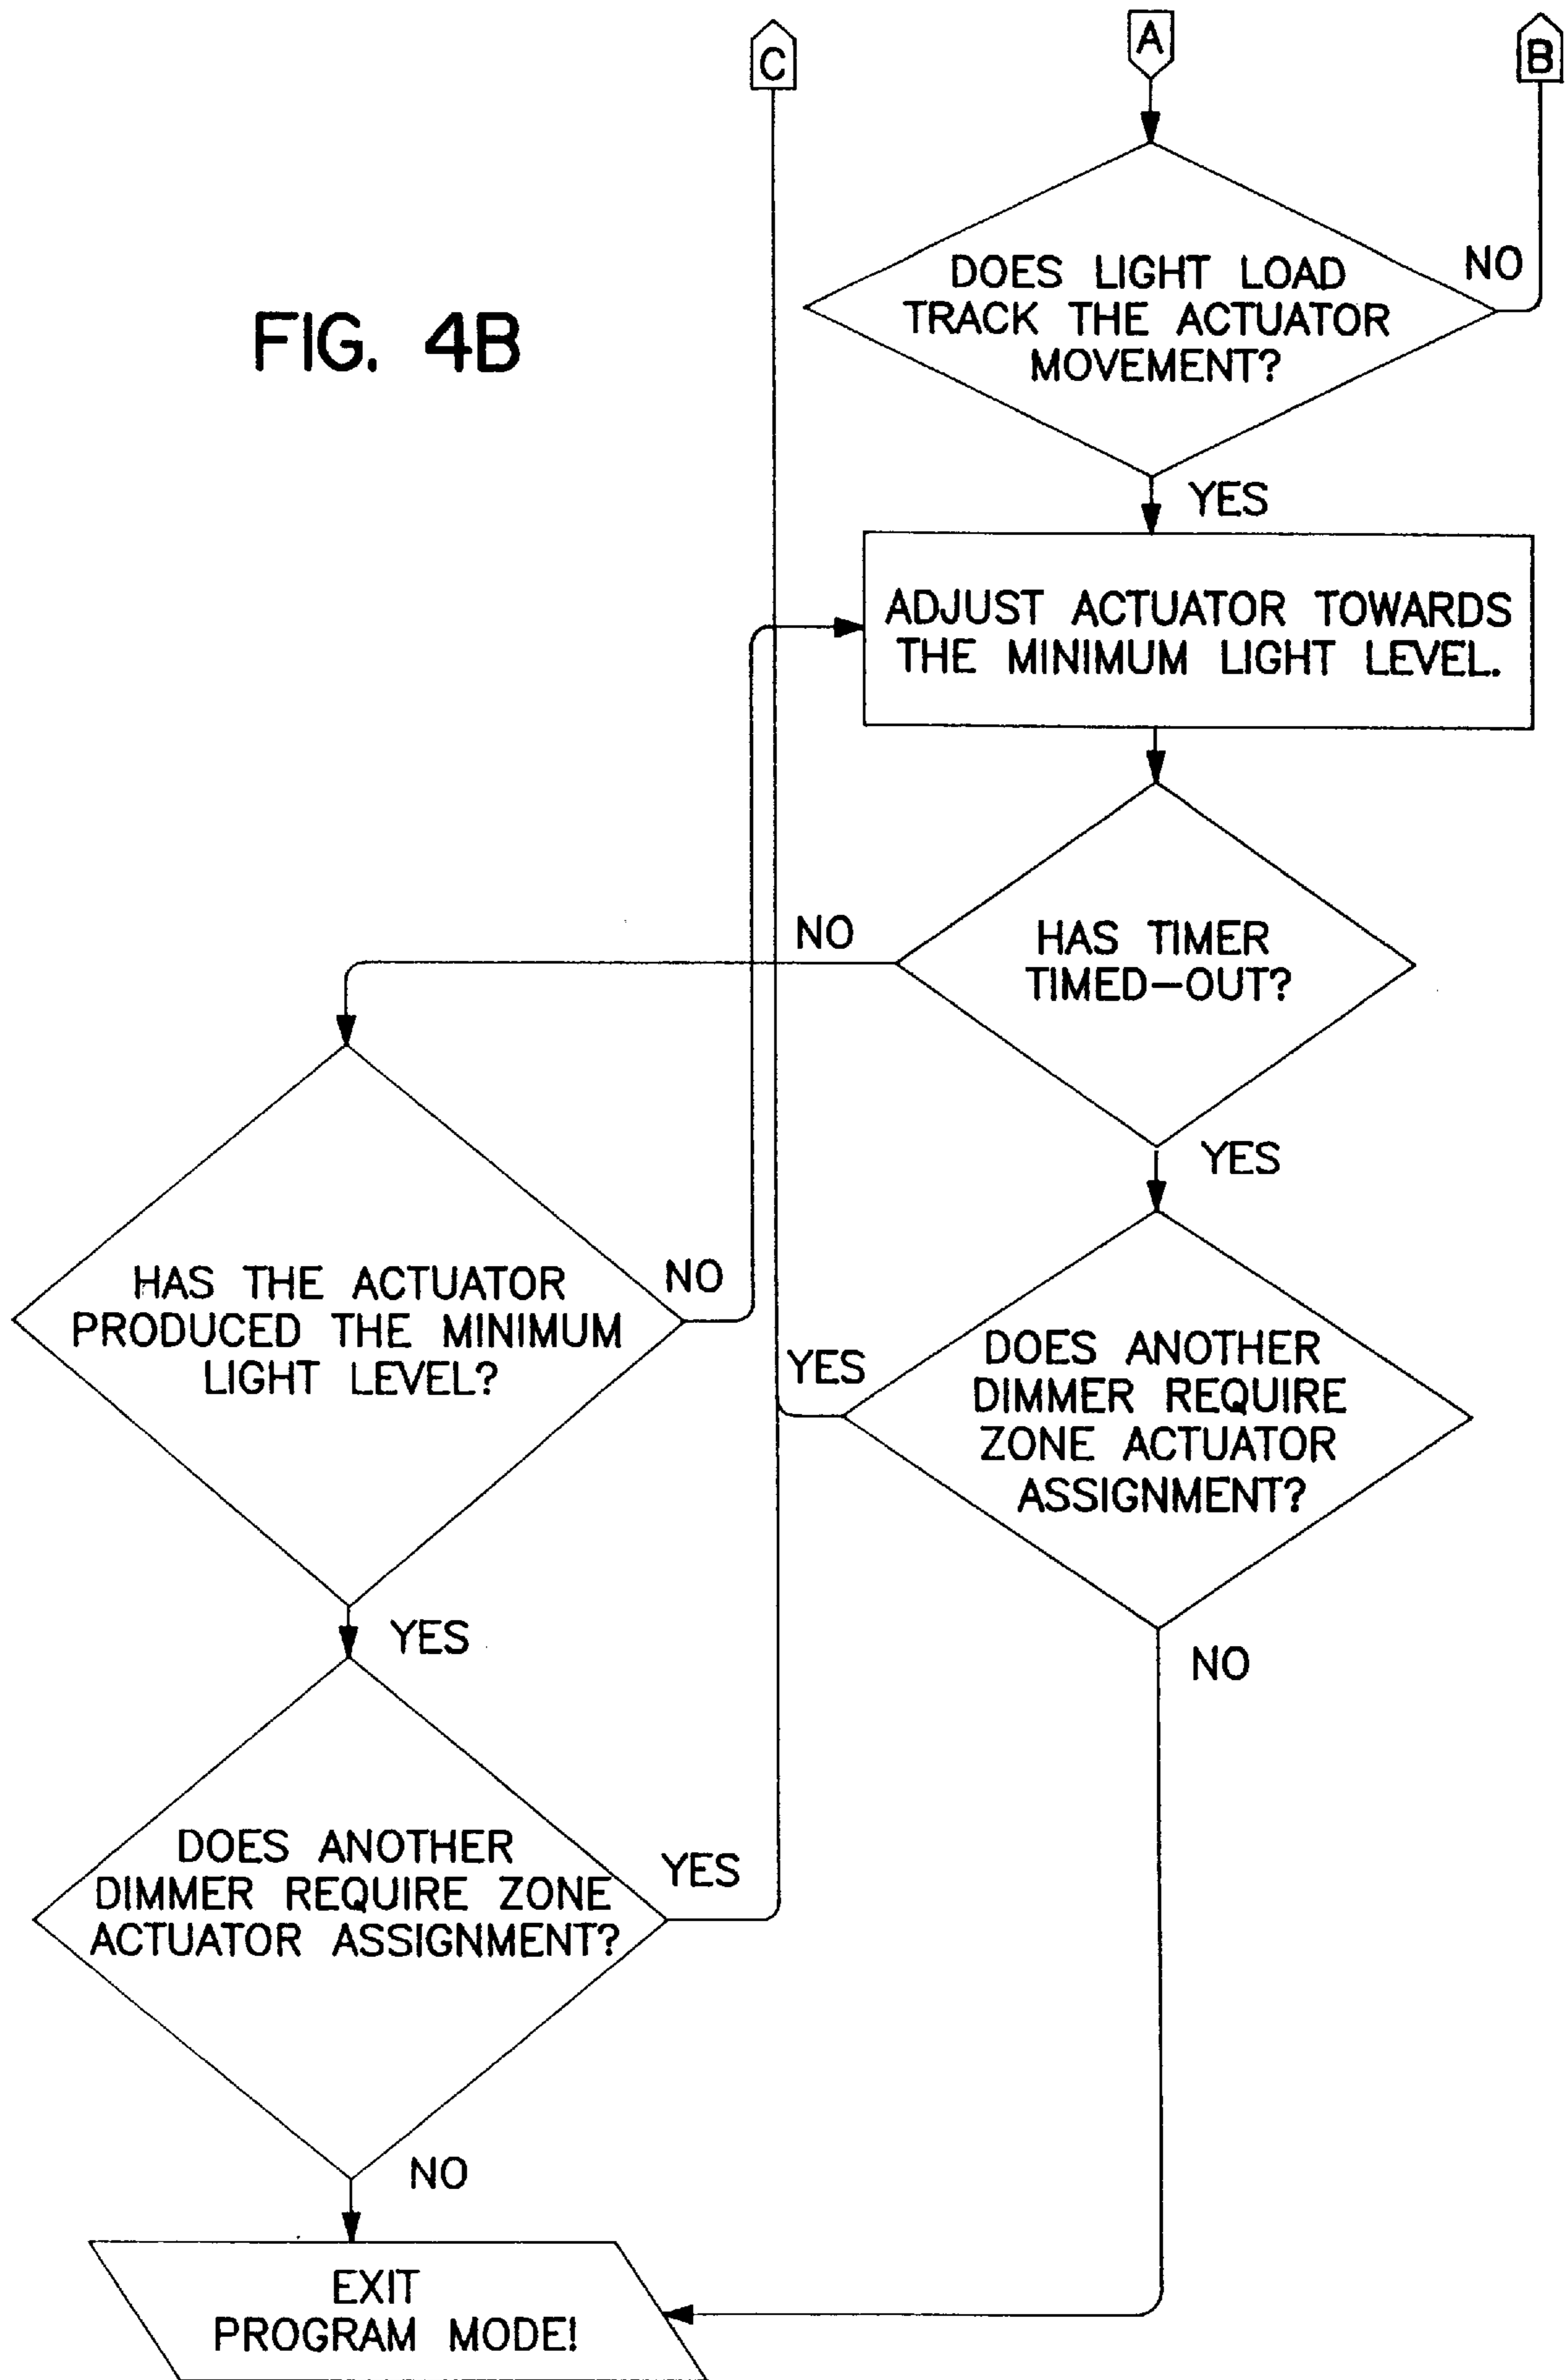 C
A
B
FIG. 4B
DOES LIGHT LOAD
TRACK THE ACTUATOR
MOVEMENT?
NO
YES
ADJUST ACTUATOR TOWARDS
THE MINIMUM LIGHT LEVEL.
HAS TIMER
TIMED-OUT?
NO
YES
HAS THE ACTUATOR
PRODUCED THE MINIMUM
LIGHT LEVEL?
NO
YES
DOES ANOTHER
DIMMER REQUIRE
ZONE ACTUATOR
ASSIGNMENT?
YES
NO
DOES ANOTHER
DIMMER REQUIRE ZONE
ACTUATOR ASSIGNMENT?
YES
NO
EXIT
PROGRAM MODE!